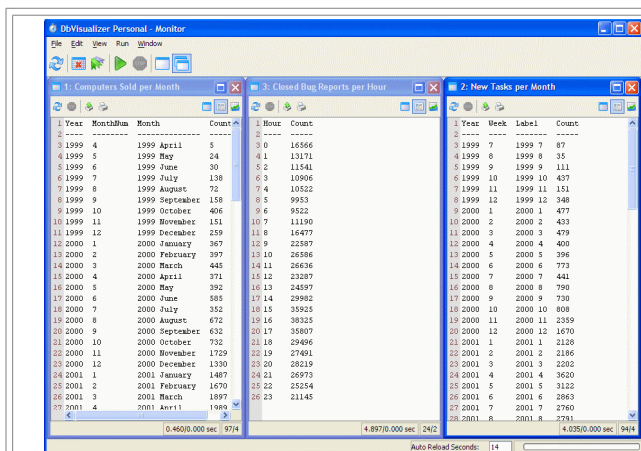 DbVisualizer Personal - Monitor
File Edit View Run Window
1: Computers Sold per Month
1 Year MonthNum Month Count
2 ---- -------- -------------- -----
3 1999 4 1999 April 5
4 1999 5 1999 May 24
5 1999 6 1999 June 30
6 1999 7 1999 July 138
7 1999 8 1999 August 72
8 1999 9 1999 September 158
9 1999 10 1999 October 406
10 1999 11 1999 November 151
11 1999 12 1999 December 259
12 2000 1 2000 January 367
13 2000 2 2000 February 397
14 2000 3 2000 March 445
15 2000 4 2000 April 371
16 2000 5 2000 May 392
17 2000 6 2000 June 585
18 2000 7 2000 July 352
19 2000 8 2000 August 672
20 2000 9 2000 September 632
21 2000 10 2000 October 732
22 2000 11 2000 November 1729
23 2000 12 2000 December 1330
24 2001 1 2001 January 1487
25 2001 2 2001 February 1670
26 2001 3 2001 March 1897
27 2001 4 2001 April 1989
0.460/0.000 sec 97/4
3: Closed Bug Reports per Hour
1 Hour Count
2 ---- -----
3 0 16566
4 1 13171
5 2 11541
6 3 10906
7 4 10522
8 5 9953
9 6 9522
10 7 11190
11 8 16477
12 9 22587
13 10 26586
14 11 26636
15 12 23287
16 13 24597
17 14 29982
18 15 35925
19 16 38325
20 17 35807
21 18 29496
22 19 27491
23 20 28219
24 21 26973
25 22 25254
26 23 21145
4.897/0.000 sec 24/2
2: New Tasks per Month
1 Year Week Label Count
2 ---- ---- ------- -----
3 1999 7 1999 7 87
4 1999 8 1999 8 35
5 1999 9 1999 9 111
6 1999 10 1999 10 437
7 1999 11 1999 11 151
8 1999 12 1999 12 348
9 2000 1 2000 1 477
10 2000 2 2000 2 433
11 2000 3 2000 3 479
12 2000 4 2000 4 400
13 2000 5 2000 5 396
14 2000 6 2000 6 773
15 2000 7 2000 7 441
16 2000 8 2000 8 790
17 2000 9 2000 9 730
18 2000 10 2000 10 808
19 2000 11 2000 11 2359
20 2000 12 2000 12 1670
21 2001 1 2001 1 2128
22 2001 2 2001 2 2186
23 2001 3 2001 3 2202
24 2001 4 2001 4 3620
25 2001 5 2001 5 3122
26 2001 6 2001 6 2863
27 2001 7 2001 7 2760
28 2001 8 2001 8 2791
4.035/0.000 sec 94/4
Auto Reload Seconds: 14